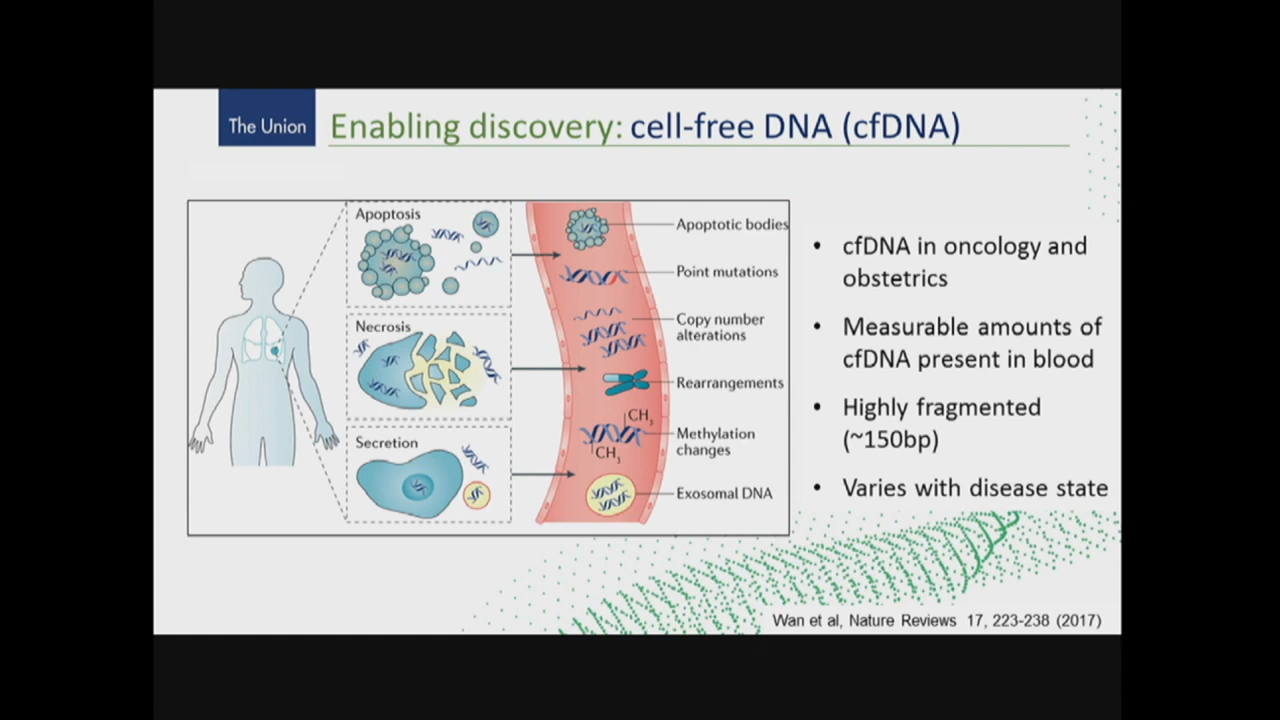 The Union
Enabling discovery: cell-free DNA (cfDNA)
Apoptosis
Necrosis
Secretion
Apoptotic bodies
Point mutations
Copy number
alterations
Rearrangements
CH3
Methylation
changes
CH3
Exosomal DNA
• cfDNA in oncology and
obstetrics
• Measurable amounts of
cfDNA present in blood
• Highly fragmented
(~150bp)
• Varies with disease state
Wan et al, Nature Reviews 17, 223-238 (2017)